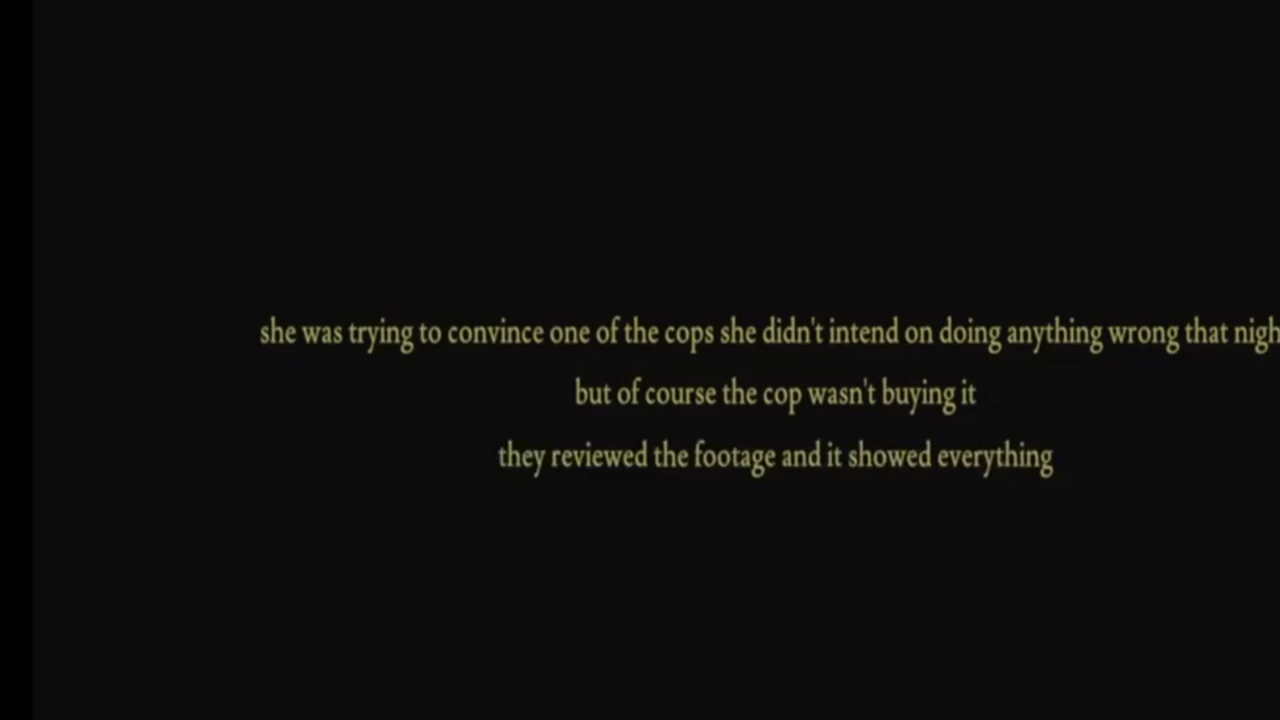 she was trying to convince one of the cops she didn't intend on doing anything wrong that nigh
but of course the cop wasn't buying it
they reviewed the footage and it showed everything